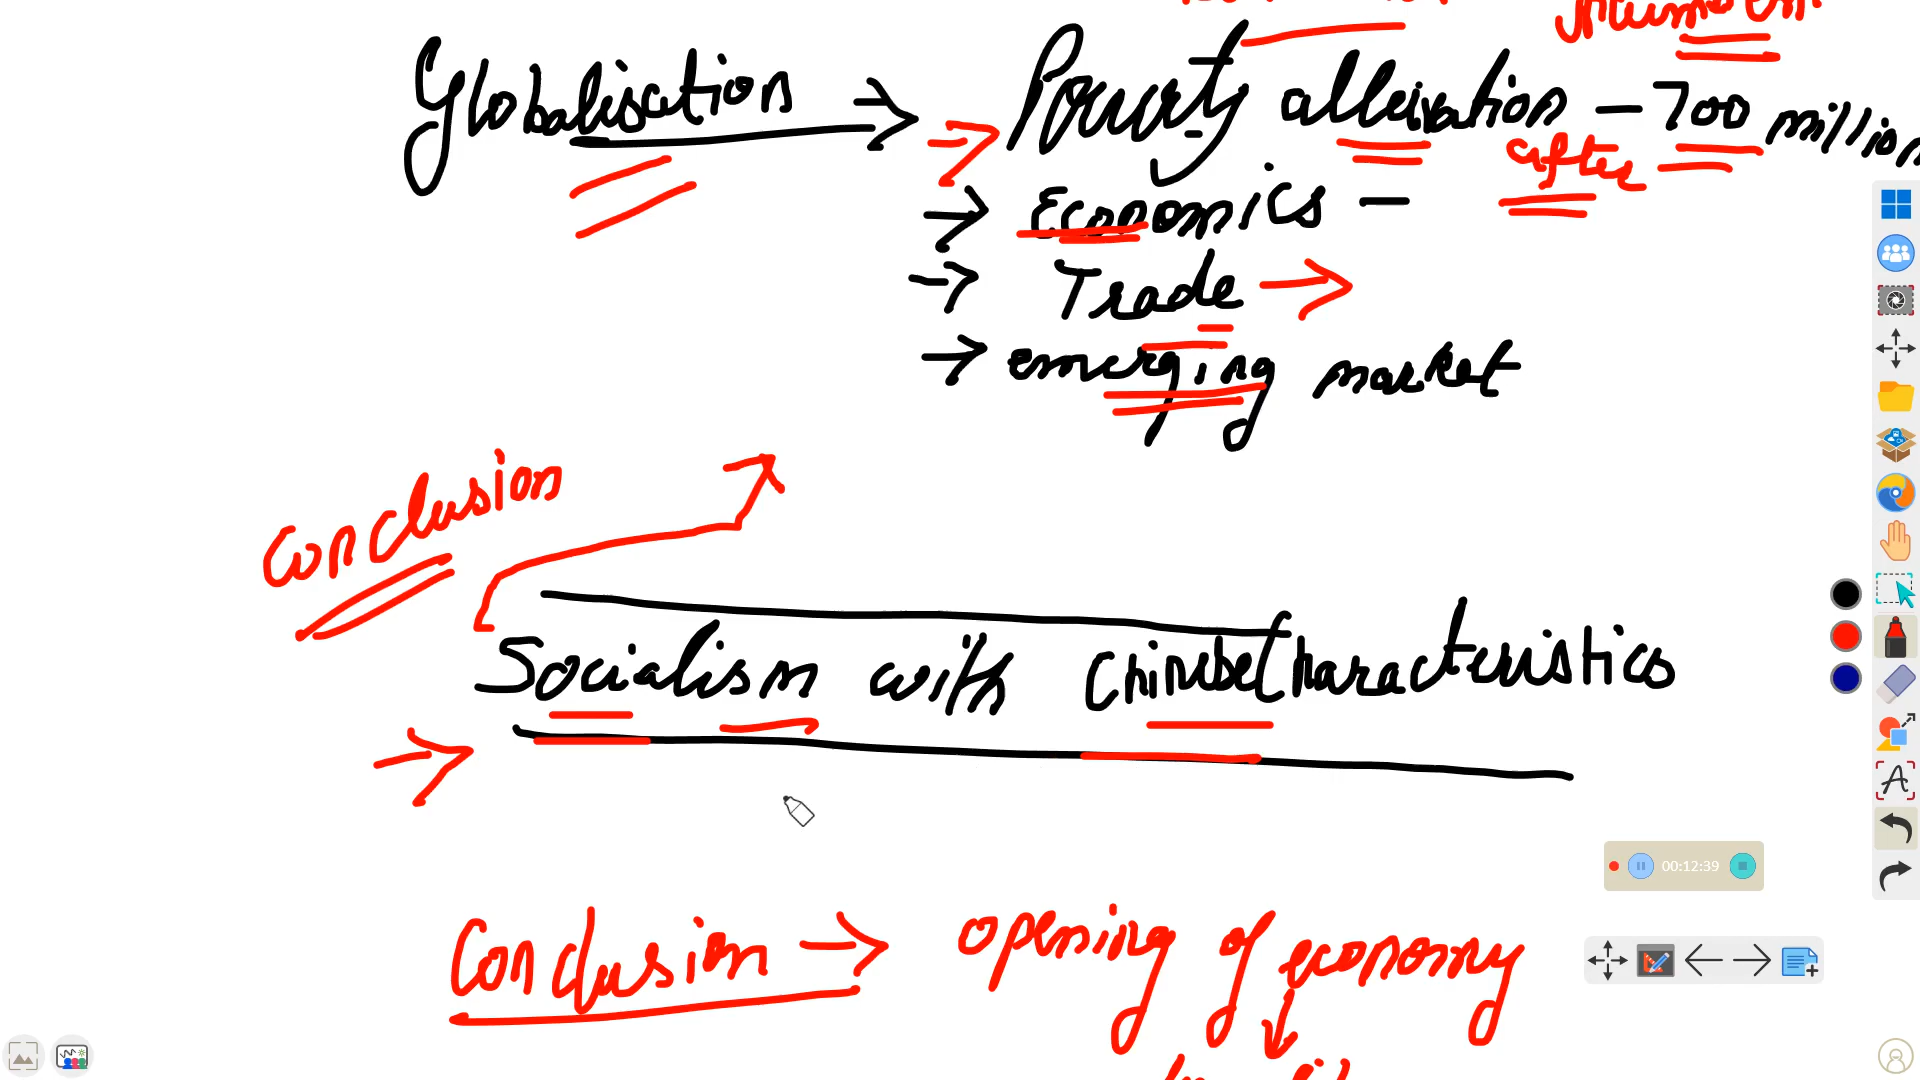 Globalisation → Poverty alleivation - 700 million
after
→ Economics -
→ Trade →
→ emerging market
Conclusion
Socialism with Chinese Characteristics
00:12:39
Conclusion → opening of economy